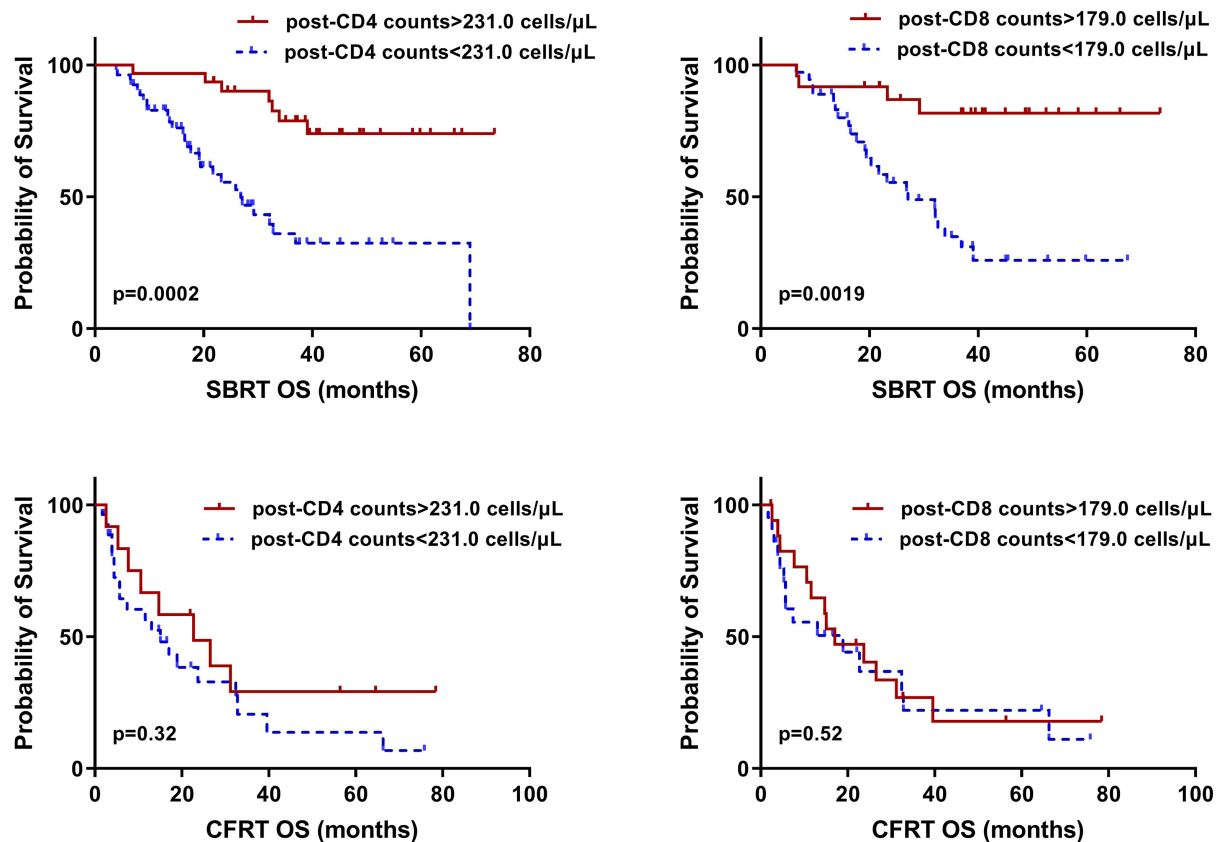 post-CD4 counts>231.0 cells/µL
post-CD4 counts<231.0 cells/µL
100
50
0
Probability of Survival
p=0.0002
0 20 40 60 80
SBRT OS (months)
post-CD8 counts>179.0 cells/µL
post-CD8 counts<179.0 cells/µL
100
50
0
Probability of Survival
p=0.0019
0 20 40 60 80
SBRT OS (months)
post-CD4 counts>231.0 cells/µL
post-CD4 counts<231.0 cells/µL
100
50
0
Probability of Survival
p=0.32
0 20 40 60 80 100
CFRT OS (months)
post-CD8 counts>179.0 cells/µL
post-CD8 counts<179.0 cells/µL
100
50
0
Probability of Survival
p=0.52
0 20 40 60 80 100
CFRT OS (months)